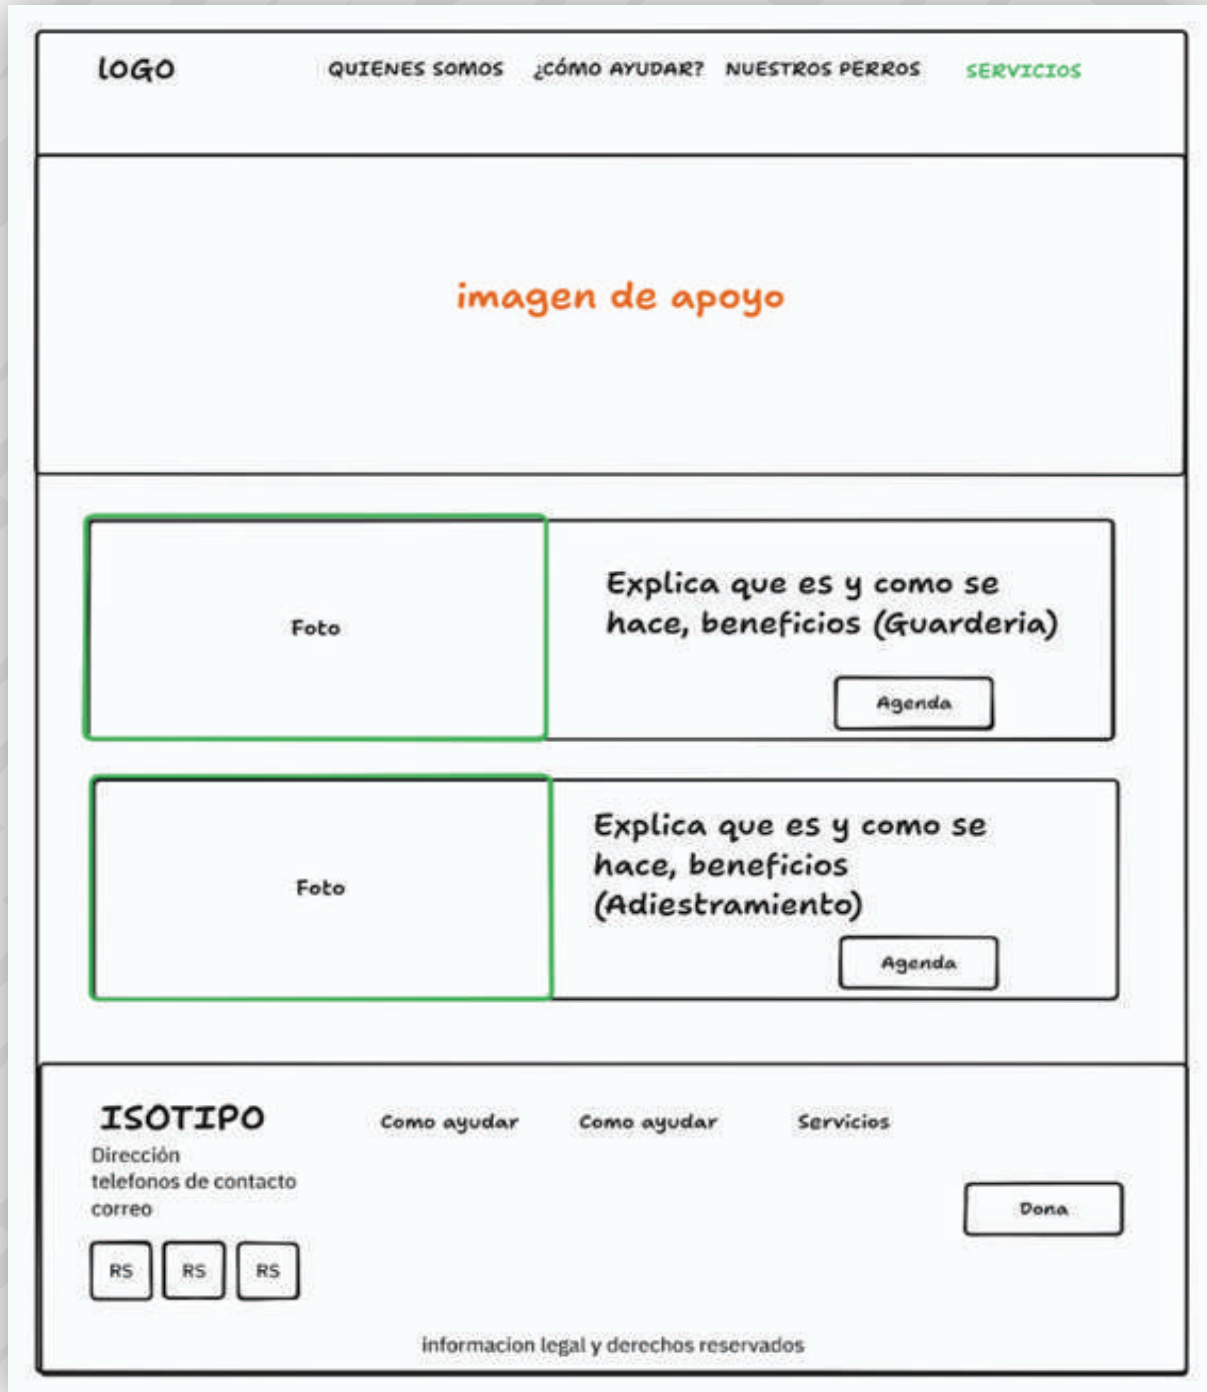 LOGO
QUIENES SOMOS
¿CÓMO AYUDAR?
NUESTROS PERROS
SERVICIOS
imagen de apoyo
Foto
Explica que es y como se
hace, beneficios (Guarderia)
Agenda
Foto
Explica que es y como se
hace, beneficios
(Adiestramiento)
Agenda
ISOTIPO
Dirección
telefonos de contacto
correo
RS
RS
RS
Como ayudar
Como ayudar
Servicios
Dona
informacion legal y derechos reservados